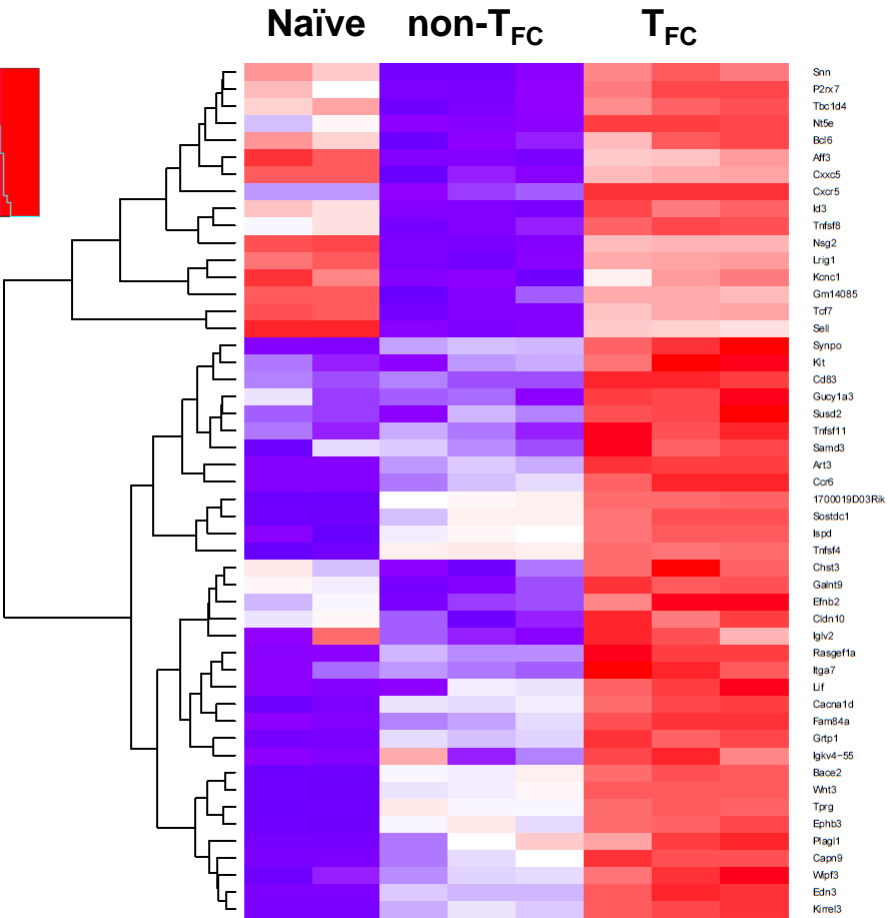 Naïve non-TFC TFC
Snn
P2rx7
Tbc1d4
Nt5e
Bcl6
Aff3
Cxxc5
Cxcr5
Id3
Tnfsf8
Nsg2
Lrig1
Kcnc1
Gm14085
Tcf7
Sell
Synpo
Kit
Cd83
Gucy1a3
Susd2
Tnfsf11
Samd3
Art3
Ccr6
1700019D03Rik
Sostdc1
Ispd
Tnfsf4
Chst3
Galnt9
Efnb2
Cldn10
Iglv2
Rasgef1a
Itga7
Lif
Cacna1d
Fam84a
Grtp1
Igkv4−55
Bace2
Wnt3
Tprg
Ephb3
Plagl1
Capn9
Wipf3
Edn3
Kirrel3